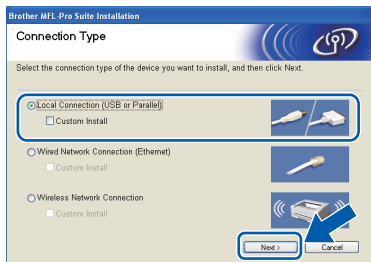 Brother MFL-Pro Suite Installation
Connection Type
Select the connection type of the device you want to install, and then click Next.
Local Connection (USB or Parallel)
Custom Install
Wired Network Connection (Ethernet)
Custom Install
Wireless Network Connection
Custom Install
Next >
Cancel